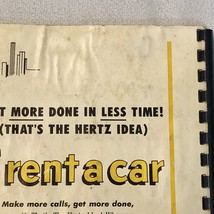 T MORE DONE IN LESS TIME!
(THAT'S THE HERTZ IDEA)
rent a car
Make more calls, get more done,